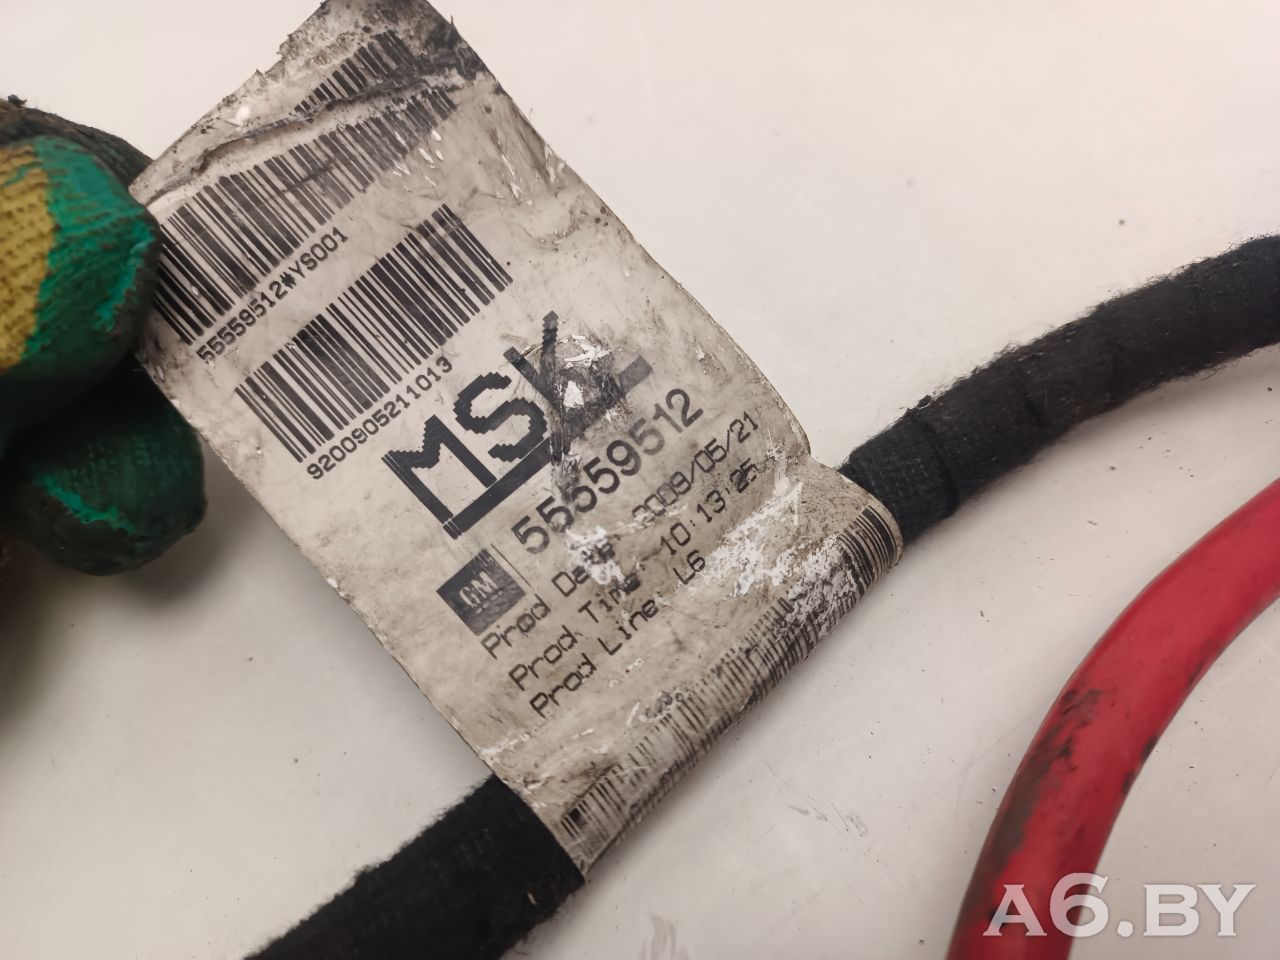 55559512*YS001
9200905211013
MSK
55559512
GM
Prod Date: 2009/05/21
Prod Time: 10:13:25
Prod Line: L6
A6.BY